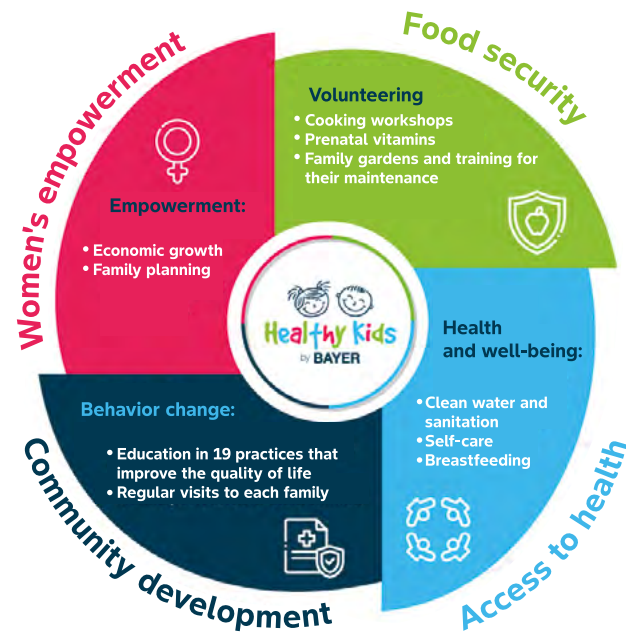 Women's empowerment
Food security
Volunteering
• Cooking workshops
• Prenatal vitamins
• Family gardens and training for
their maintenance
Empowerment:
• Economic growth
• Family planning
Healthy Kids
by BAYER
Health
and well-being:
• Clean water and
sanitation
• Self-care
• Breastfeeding
Behavior change:
• Education in 19 practices that
improve the quality of life
• Regular visits to each family
Community development
Access to health